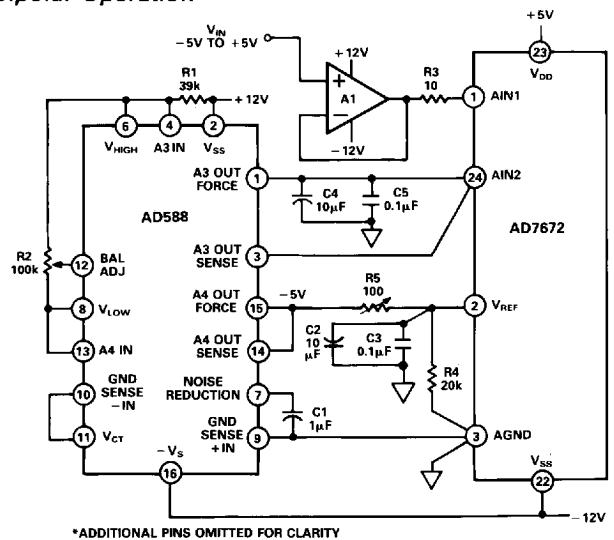 VIN
−5V TO +5V
+12V
A1
−12V
R3
10
+5V
23
VDD
1
AIN1
R1
39k
+12V
6
4
2
VHIGH
A3 IN
VSS
A3 OUT
FORCE
1
C4
10μF
C5
0.1μF
24
AIN2
AD588
AD7672
A3 OUT
SENSE
3
R2
100k
12
BAL
ADJ
A4 OUT
FORCE
15
−5V
R5
100
2
VREF
8
VLOW
A4 OUT
SENSE
14
C2
10
μF
C3
0.1μF
13
A4 IN
NOISE
REDUCTION
7
C1
1μF
R4
20k
10
GND
SENSE
−IN
GND
SENSE
+IN
9
3
AGND
11
VCT
−VS
16
VSS
22
−12V
*ADDITIONAL PINS OMITTED FOR CLARITY